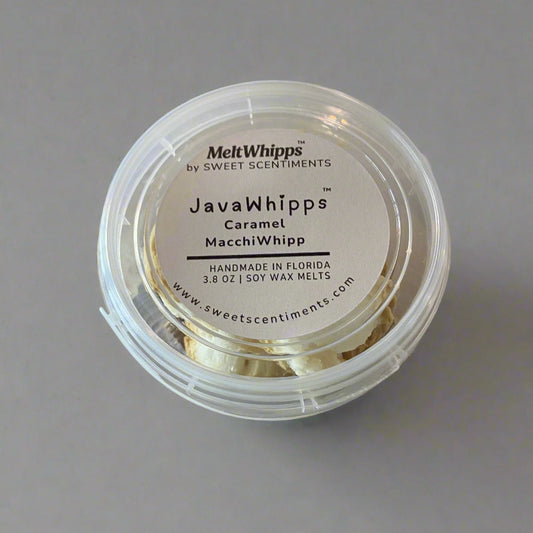 MeltWhipps™
by SWEET SCENTIMENTS
JavaWhipps™
Caramel
MacchiWhipp
HANDMADE IN FLORIDA
3.8 OZ | SOY WAX MELTS
www.sweetscentiments.com